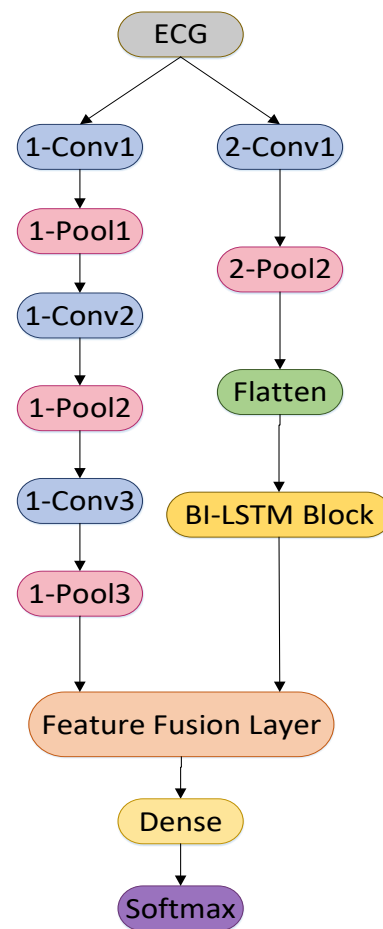 ECG
1-Conv1
2-Conv1
1-Pool1
2-Pool2
1-Conv2
Flatten
1-Pool2
1-Conv3
BI-LSTM Block
1-Pool3
Feature Fusion Layer
Dense
Softmax